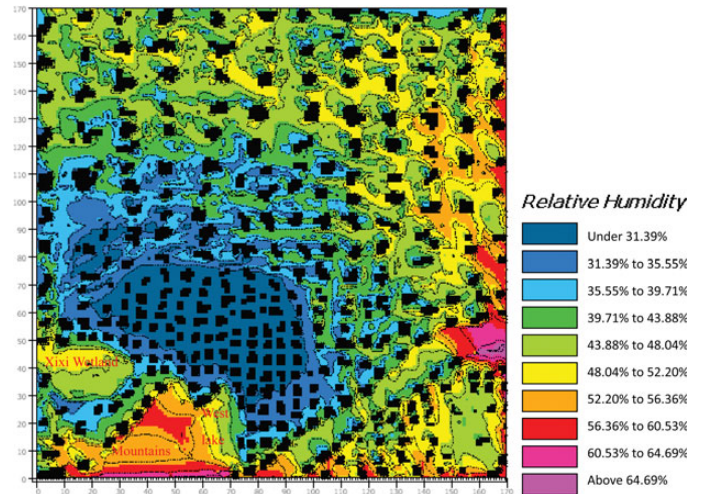 170
160
150
140
130
120
110
100
90
80
70
60
50
40
30
20
10
0
0 10 20 30 40 50 60 70 80 90 100 110 120 130 140 150 160 170
Xixi Wetland
West
lake
Mountains
Relative Humidity
Under 31.39%
31.39% to 35.55%
35.55% to 39.71%
39.71% to 43.88%
43.88% to 48.04%
48.04% to 52.20%
52.20% to 56.36%
56.36% to 60.53%
60.53% to 64.69%
Above 64.69%